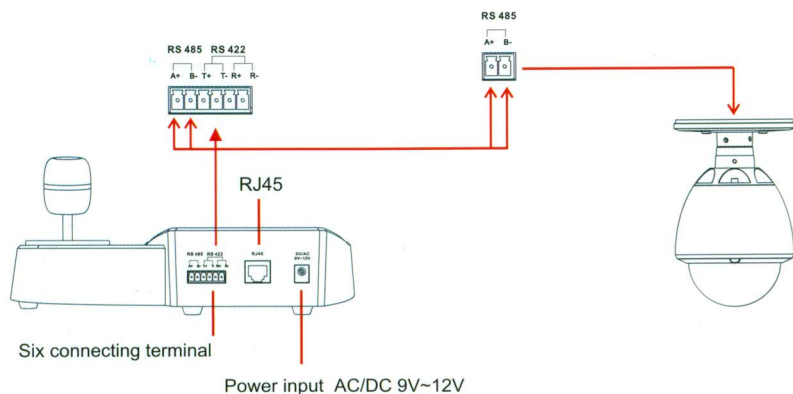 RS 485
A+ B-
RS 485 RS 422
A+ B- T+ T- R+ R-
RJ45
RS 485 RS 422
RJ45
DC/AC
9V~12V
Six connecting terminal
Power input AC/DC 9V~12V